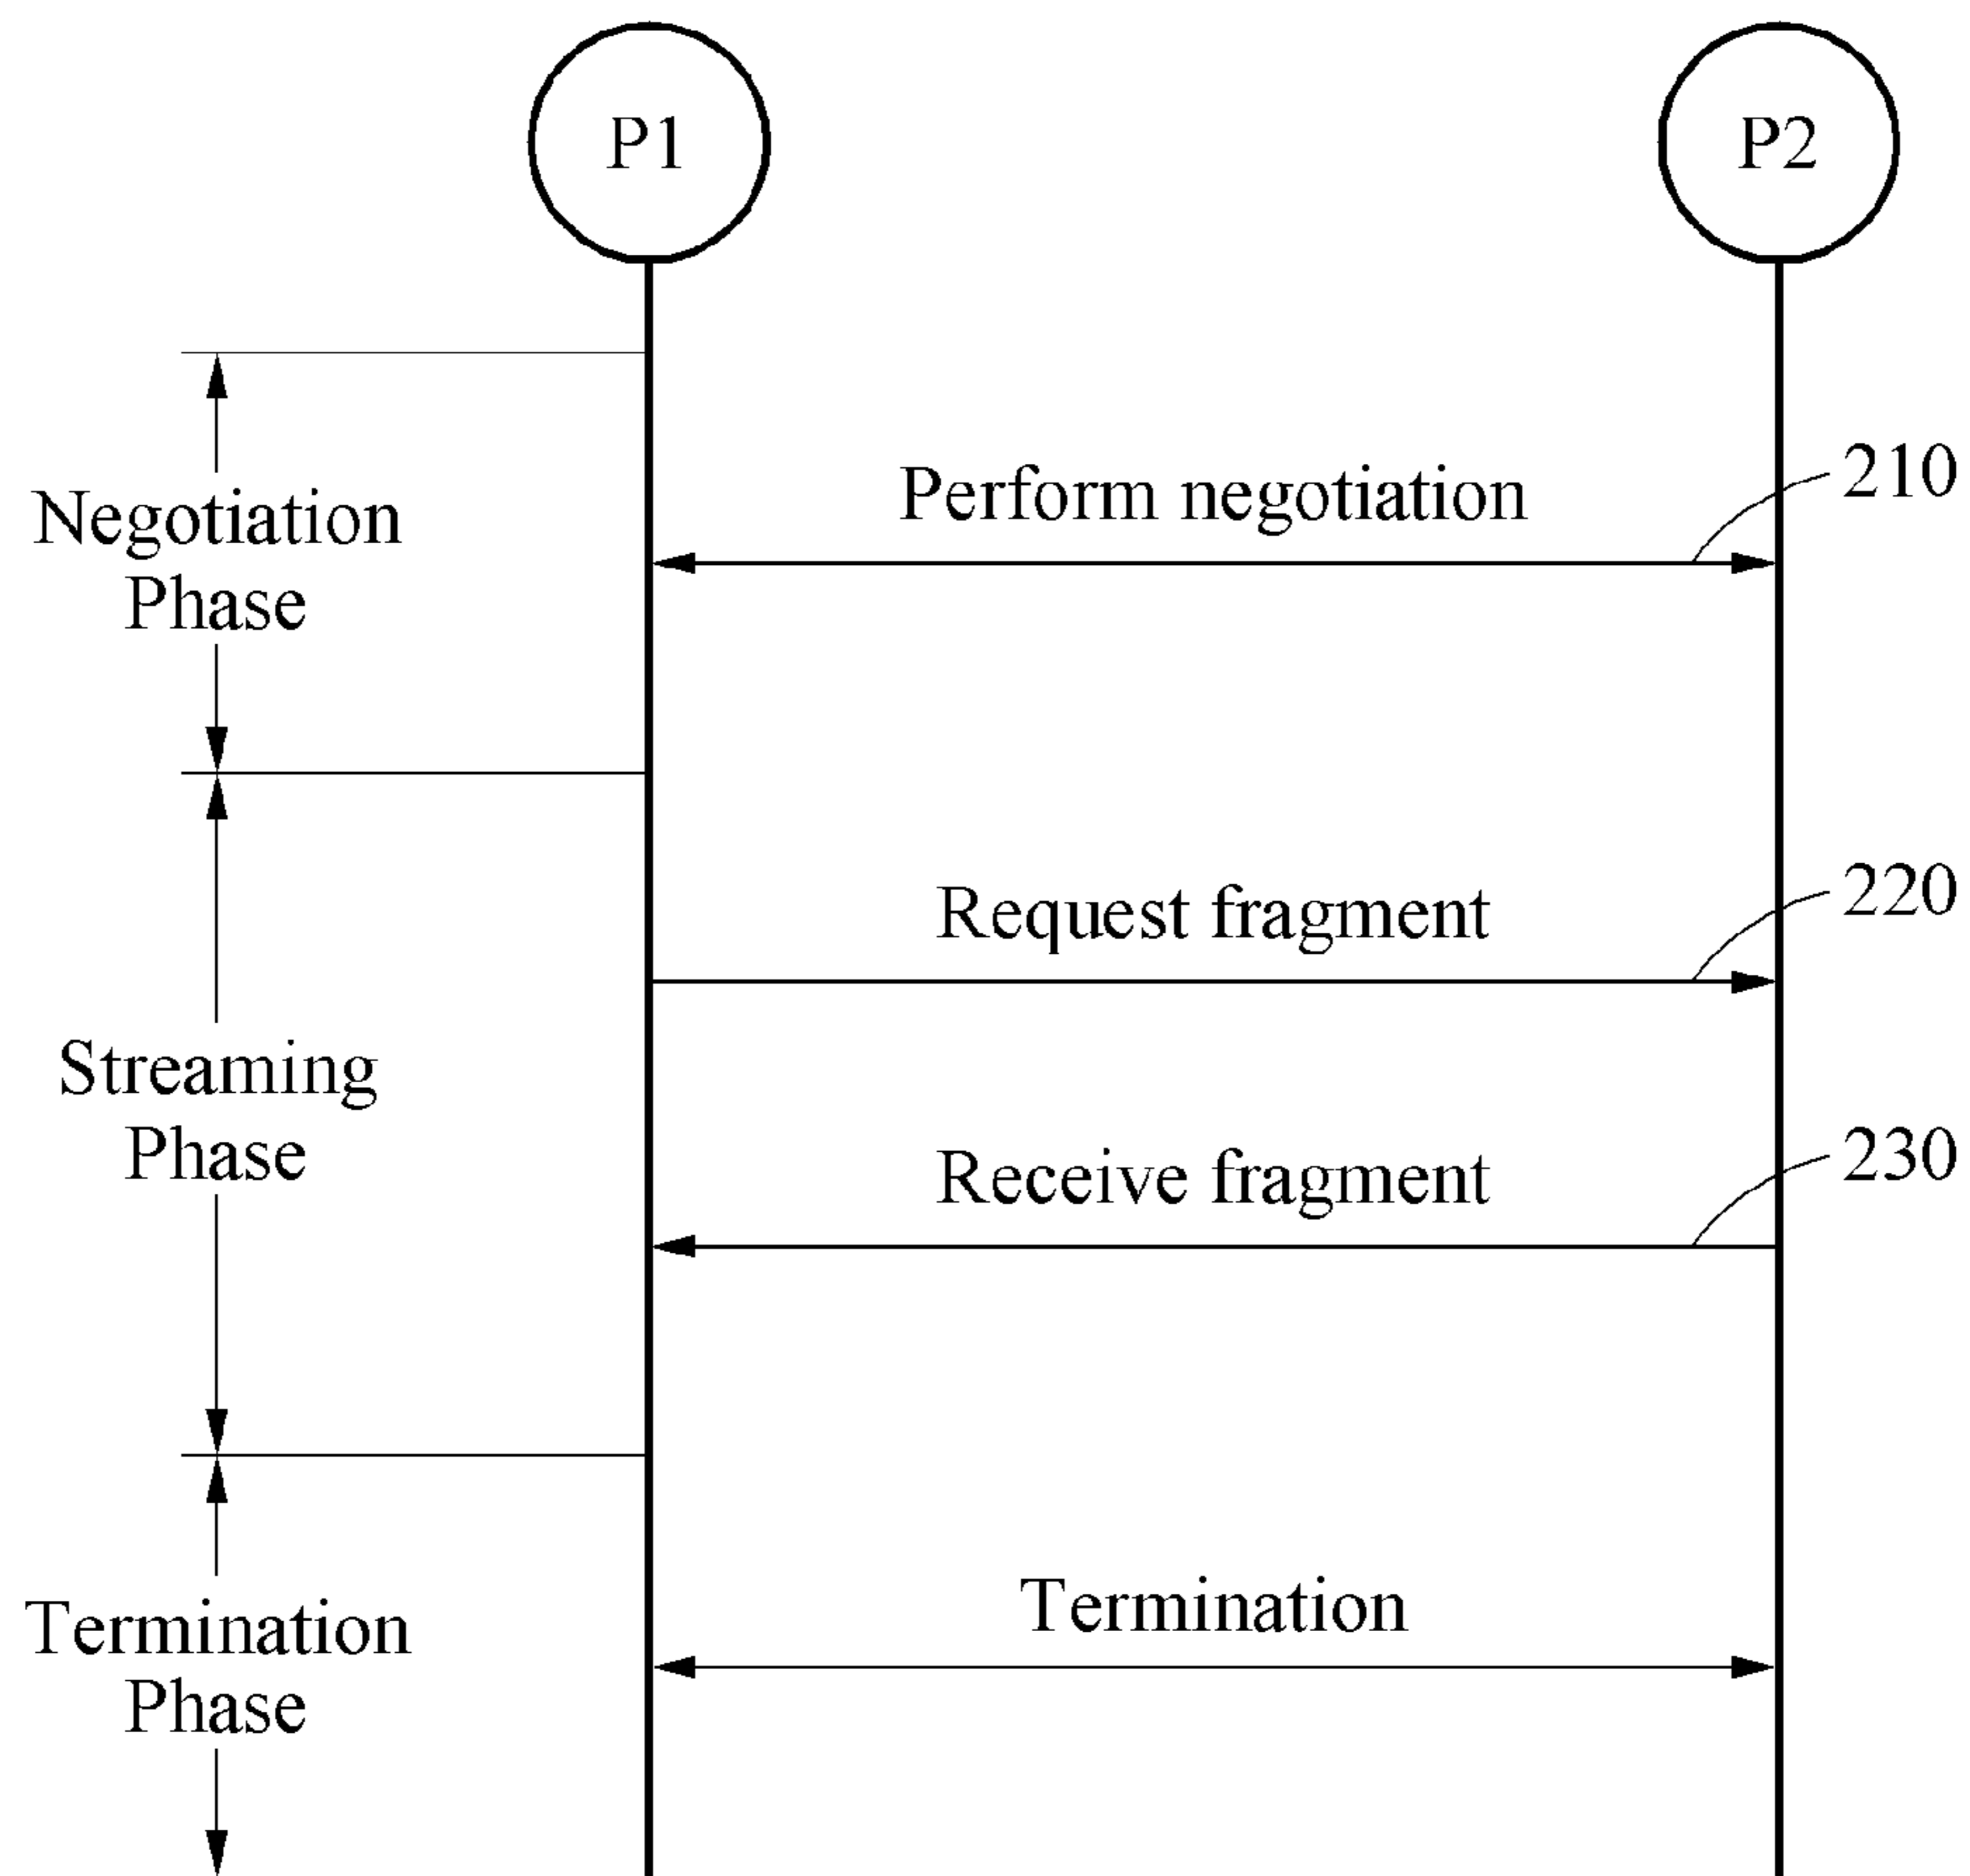 P1
P2
Perform negotiation
210
Negotiation
Phase
Request fragment
220
Streaming
Phase
Receive fragment
230
Termination
Termination
Phase